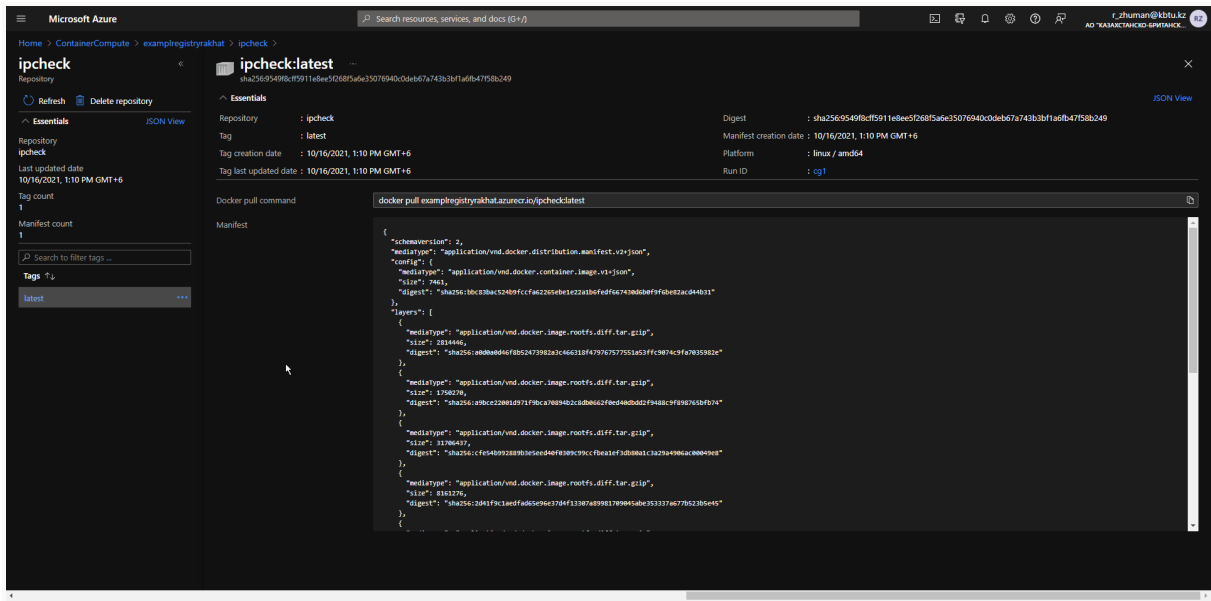 Microsoft Azure
Search resources, services, and docs (G+/)
r_zhuman@kbtu.kz
АО "КАЗАХСТАНСКО-БРИТАНСК...
RZ
Home > ContainerCompute > examplregistryrakhat > ipcheck >
ipcheck
Repository
Refresh Delete repository
Essentials JSON View
Repository
ipcheck
Last updated date
10/16/2021, 1:10 PM GMT+6
Tag count
1
Manifest count
1
Search to filter tags ...
Tags
latest
ipcheck:latest ...
Essentials JSON View
Repository : ipcheck
Tag : latest
Tag creation date : 10/16/2021, 1:10 PM GMT+6
Tag last updated date : 10/16/2021, 1:10 PM GMT+6
Manifest creation date : 10/16/2021, 1:10 PM GMT+6
Platform : linux / amd64
Run ID : cg1
Docker pull command
docker pull examplregistryrakhat.azurecr.io/ipcheck:latest
Manifest
{
"schemaVersion": 2,
"mediaType": "application/vnd.docker.distribution.manifest.v2+json",
"config": {
"mediaType": "application/vnd.docker.container.image.v1+json",
"size": 7461,
"digest":
},
"layers": [
{
"mediaType": "application/vnd.docker.image.rootfs.diff.tar.gzip",
"size": 2814446,
"digest":
},
{
"mediaType": "application/vnd.docker.image.rootfs.diff.tar.gzip",
"size": 1750270,
"digest":
},
{
"mediaType": "application/vnd.docker.image.rootfs.diff.tar.gzip",
"size": 31706437,
"digest":
},
{
"mediaType": "application/vnd.docker.image.rootfs.diff.tar.gzip",
"size": 8161276,
"digest":
},
{